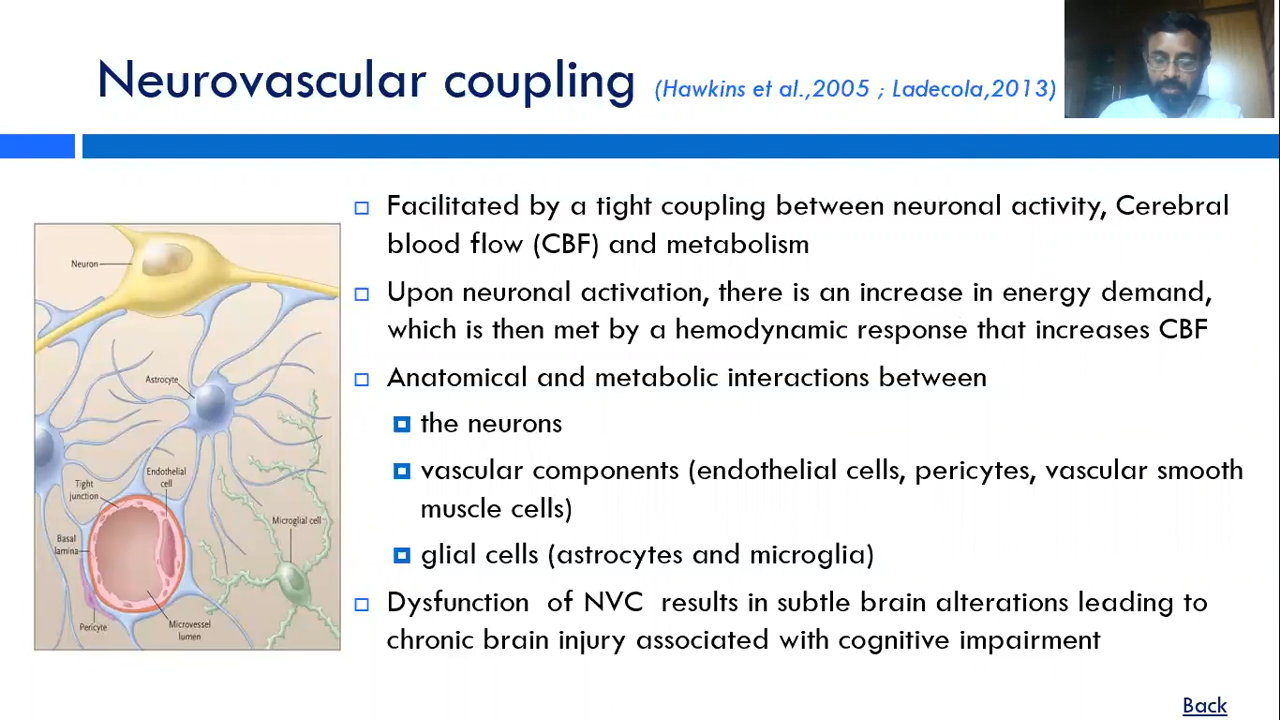 Neurovascular coupling (Hawkins et al.,2005 ; Ladecola,2013)
Facilitated by a tight coupling between neuronal activity, Cerebral
blood flow (CBF) and metabolism
Upon neuronal activation, there is an increase in energy demand,
which is then met by a hemodynamic response that increases CBF
Anatomical and metabolic interactions between
the neurons
vascular components (endothelial cells, pericytes, vascular smooth
muscle cells)
glial cells (astrocytes and microglia)
Dysfunction of NVC results in subtle brain alterations leading to
chronic brain injury associated with cognitive impairment
Neuron
Astrocyte
Endothelial
cell
Tight
junction
Microglial cell
Basal
lamina
Pericyte
Microvessel
lumen
Back